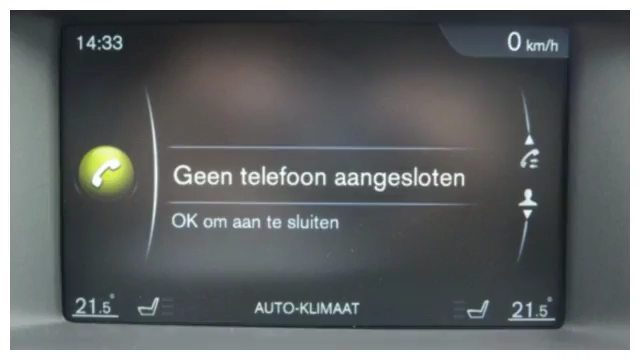 14:33
0 km/h
Geen telefoon aangesloten
OK om aan te sluiten
21.5° AUTO-KLIMAAT 21.5°